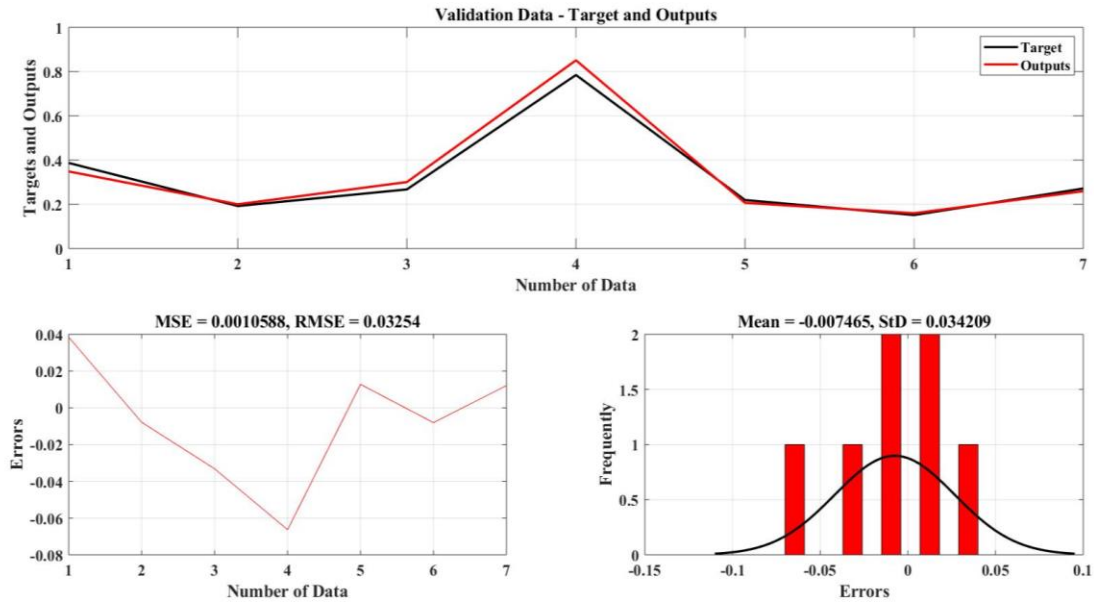 Validation Data - Target and Outputs
Targets and Outputs
1
0.8
0.6
0.4
0.2
0
Target
Outputs
1 2 3 4 5 6 7
Number of Data
MSE = 0.0010588, RMSE = 0.03254
Errors
0.04
0.02
0
-0.02
-0.04
-0.06
-0.08
1 2 3 4 5 6 7
Number of Data
Mean = -0.007465, StD = 0.034209
Frequently
2
1.5
1
0.5
0
-0.15 -0.1 -0.05 0 0.05 0.1
Errors